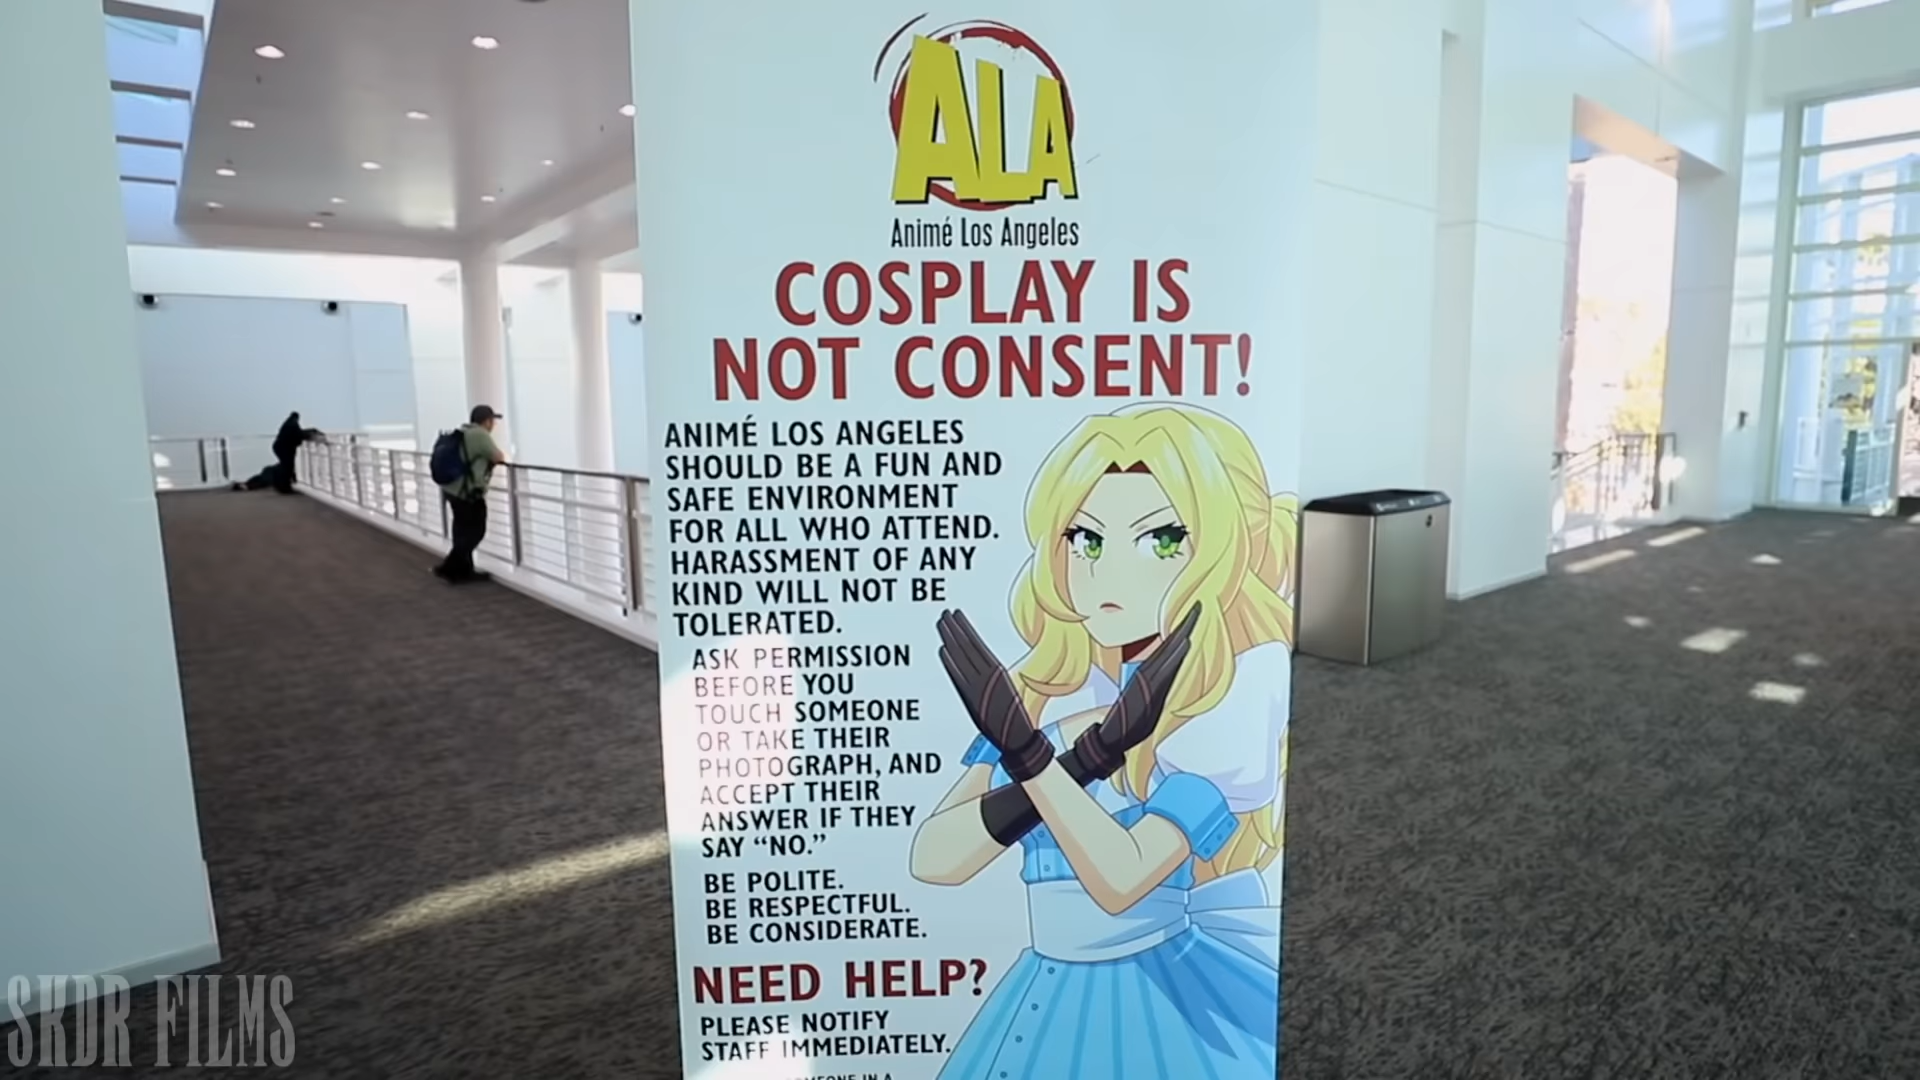 ALA
Animé Los Angeles
COSPLAY IS
NOT CONSENT!
ANIMÉ LOS ANGELES
SHOULD BE A FUN AND
SAFE ENVIRONMENT
FOR ALL WHO ATTEND.
HARASSMENT OF ANY
KIND WILL NOT BE
TOLERATED.
ASK PERMISSION
BEFORE YOU
TOUCH SOMEONE
OR TAKE THEIR
PHOTOGRAPH, AND
ACCEPT THEIR
ANSWER IF THEY
SAY “NO.”
BE POLITE.
BE RESPECTFUL.
BE CONSIDERATE.
NEED HELP?
PLEASE NOTIFY
STAFF IMMEDIATELY.
SOMEONE IN A
SKDR FILMS